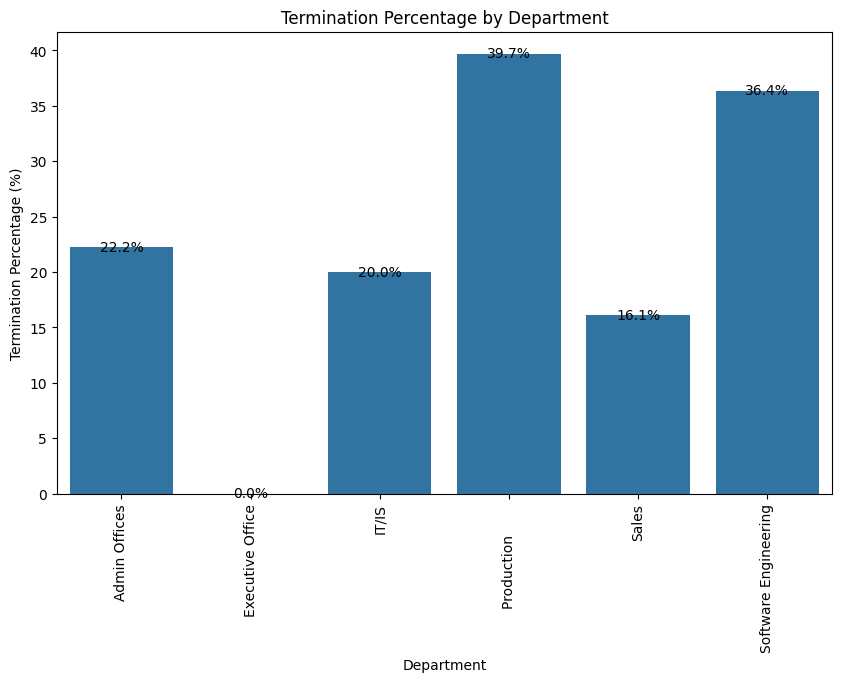 Termination Percentage by Department
Termination Percentage (%)
40
35
30
25
20
15
10
5
0
22.2%
0.0%
20.0%
39.7%
16.1%
36.4%
Admin Offices
Executive Office
IT/IS
Production
Sales
Software Engineering
Department